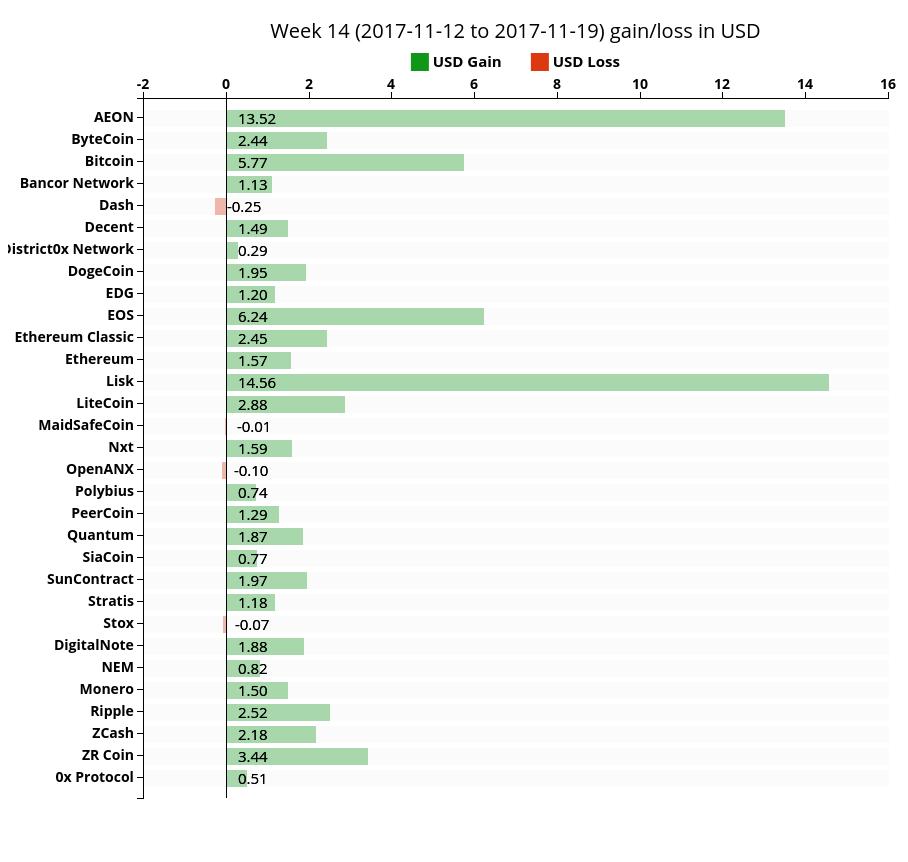 Week 14 (2017-11-12 to 2017-11-19) gain/loss in USD
USD Gain USD Loss
-2 0 2 4 6 8 10 12 14 16
AEON 13.52
ByteCoin 2.44
Bitcoin 5.77
Bancor Network 1.13
Dash -0.25
Decent 1.49
istrict0x Network 0.29
DogeCoin 1.95
EDG 1.20
EOS 6.24
Ethereum Classic 2.45
Ethereum 1.57
Lisk 14.56
LiteCoin 2.88
MaidSafeCoin -0.01
Nxt 1.59
OpenANX -0.10
Polybius 0.74
PeerCoin 1.29
Quantum 1.87
SiaCoin 0.77
SunContract 1.97
Stratis 1.18
Stox -0.07
DigitalNote 1.88
NEM 0.82
Monero 1.50
Ripple 2.52
ZCash 2.18
ZR Coin 3.44
0x Protocol 0.51